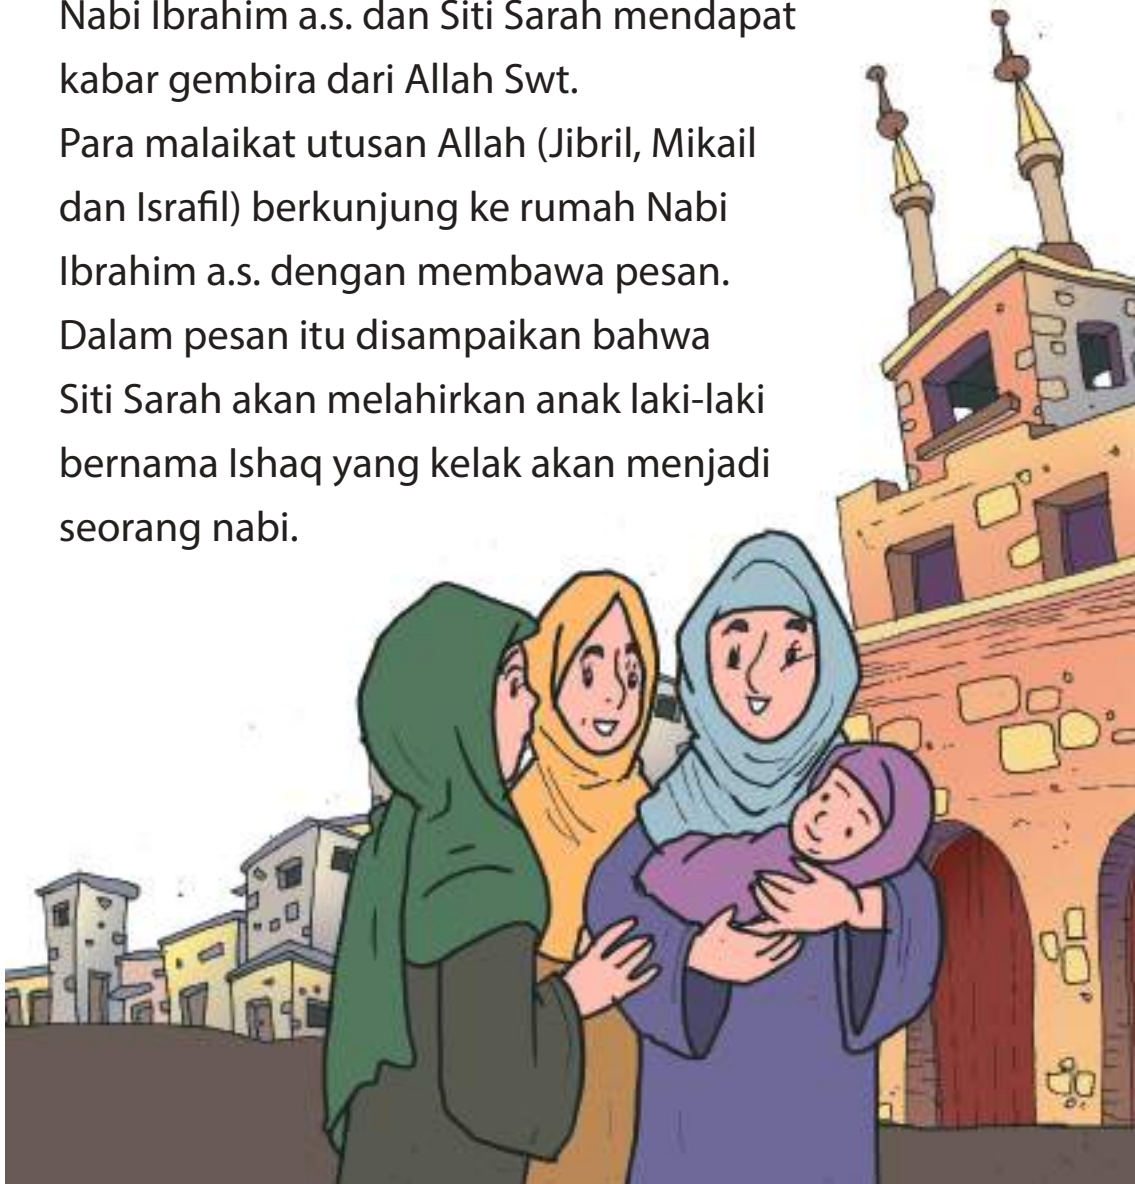 Nabi Ibrahim a.s. dan Siti Sarah mendapat
kabar gembira dari Allah Swt.
Para malaikat utusan Allah (Jibril, Mikail
dan Israfil) berkunjung ke rumah Nabi
Ibrahim a.s. dengan membawa pesan.
Dalam pesan itu disampaikan bahwa
Siti Sarah akan melahirkan anak laki-laki
bernama Ishaq yang kelak akan menjadi
seorang nabi.